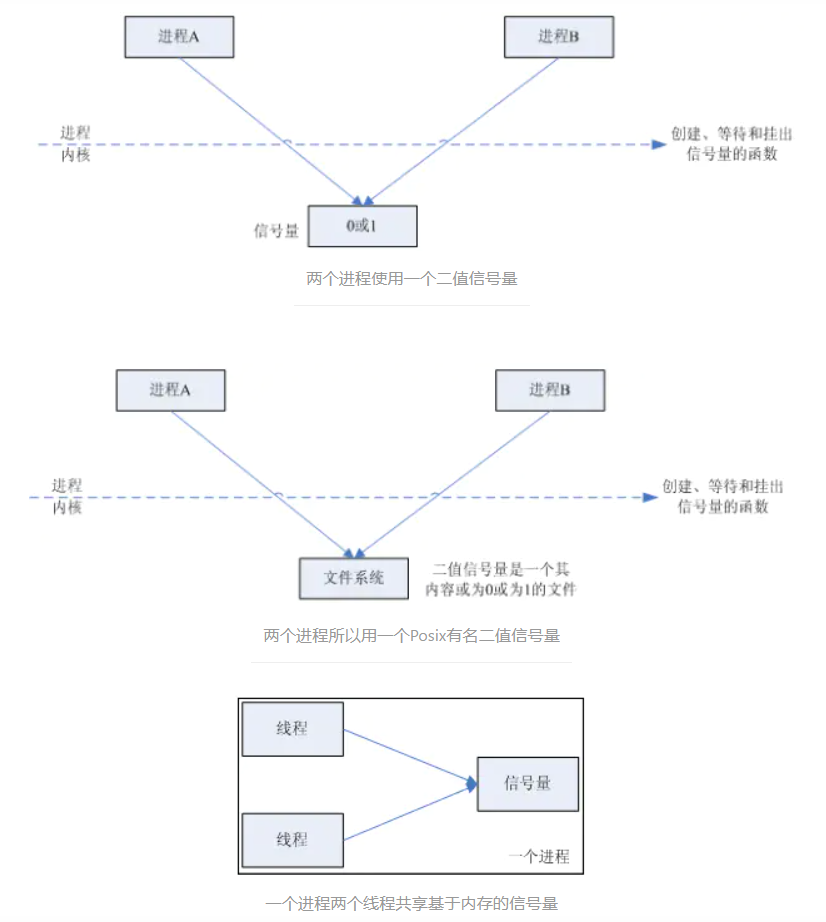 进程A
进程B
进程
内核
创建、等待和挂出
信号量的函数
信号量
0或1
两个进程使用一个二值信号量
进程A
进程B
进程
内核
创建、等待和挂出
信号量的函数
文件系统
二值信号量是一个其
内容或为0或为1的文件
两个进程所以用一个Posix有名二值信号量
线程
信号量
线程
一个进程
一个进程两个线程共享基于内存的信号量